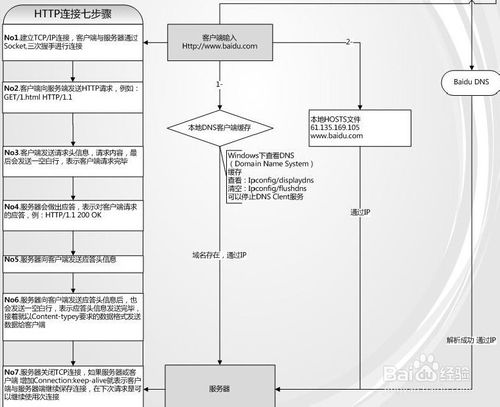 HTTP连接七步骤
No1.建立TCP/IP连接，客户端与服务器通过
Socket,三次握手进行连接
No2.客户端向服务端发送HTTP请求，例如：
GET/1.html HTTP/1.1
No3.客户端发送请求头信息，请求内容，最
后会发送一空白行，表示客户端请求完毕
No4.服务器会做出应答，表示对客户端请求
的应答，例：HTTP/1.1 200 OK
No5.服务器向客户端发送应答头信息
No6.服务器向客户端发送应答头信息后，也
会发送一空白行，表示应答头信息发送完毕，
接着就以Content-typey要求的数据格式发送
数据给客户端
No7.服务器关闭TCP连接，如果服务器或客
户端 增加Connection:keep-alive就表示客户
端与服务器端继续保存连接，在下次请求是可
以继续使用次连接
客户端输入
Http://www.baidu.com
1-
2-
本地DNS客户端缓存
Windows下查看DNS
（Domain Name System）
缓存
查看：Ipconfig/displaydns
清空：Ipconfig/flushdns
可以停止DNS Clent服务
域名存在，通过IP
服务器
本地HOSTS文件
61.135.169.105
www.baidu.com
通过IP
Baidu DNS
解析成功 通过IP
Baidu经验